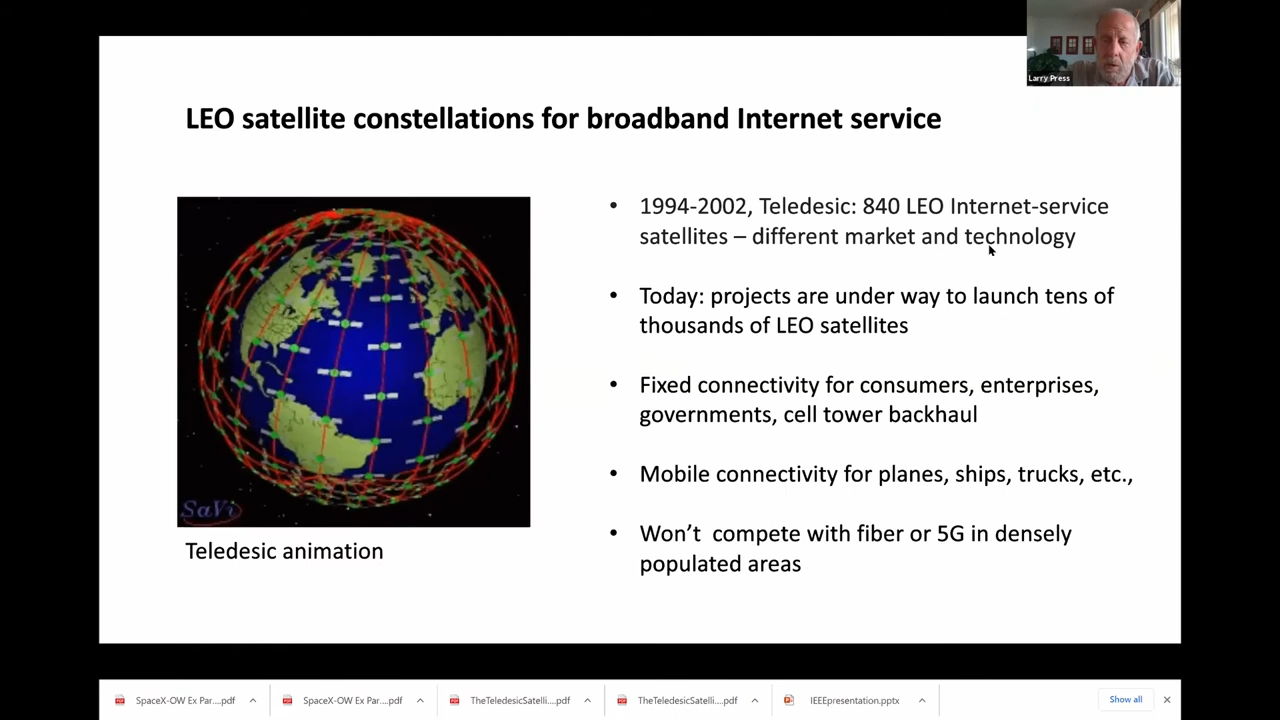 Larry Press
LEO satellite constellations for broadband Internet service
• 1994-2002, Teledesic: 840 LEO Internet-service
satellites – different market and technology
• Today: projects are under way to launch tens of
thousands of LEO satellites
• Fixed connectivity for consumers, enterprises,
governments, cell tower backhaul
• Mobile connectivity for planes, ships, trucks, etc.,
• Won’t compete with fiber or 5G in densely
populated areas
SaVi
Teledesic animation
SpaceX-OW Ex Par....pdf
SpaceX-OW Ex Par....pdf
TheTeledesicSatelli....pdf
TheTeledesicSatelli....pdf
IEEEpresentation.pptx
Show all